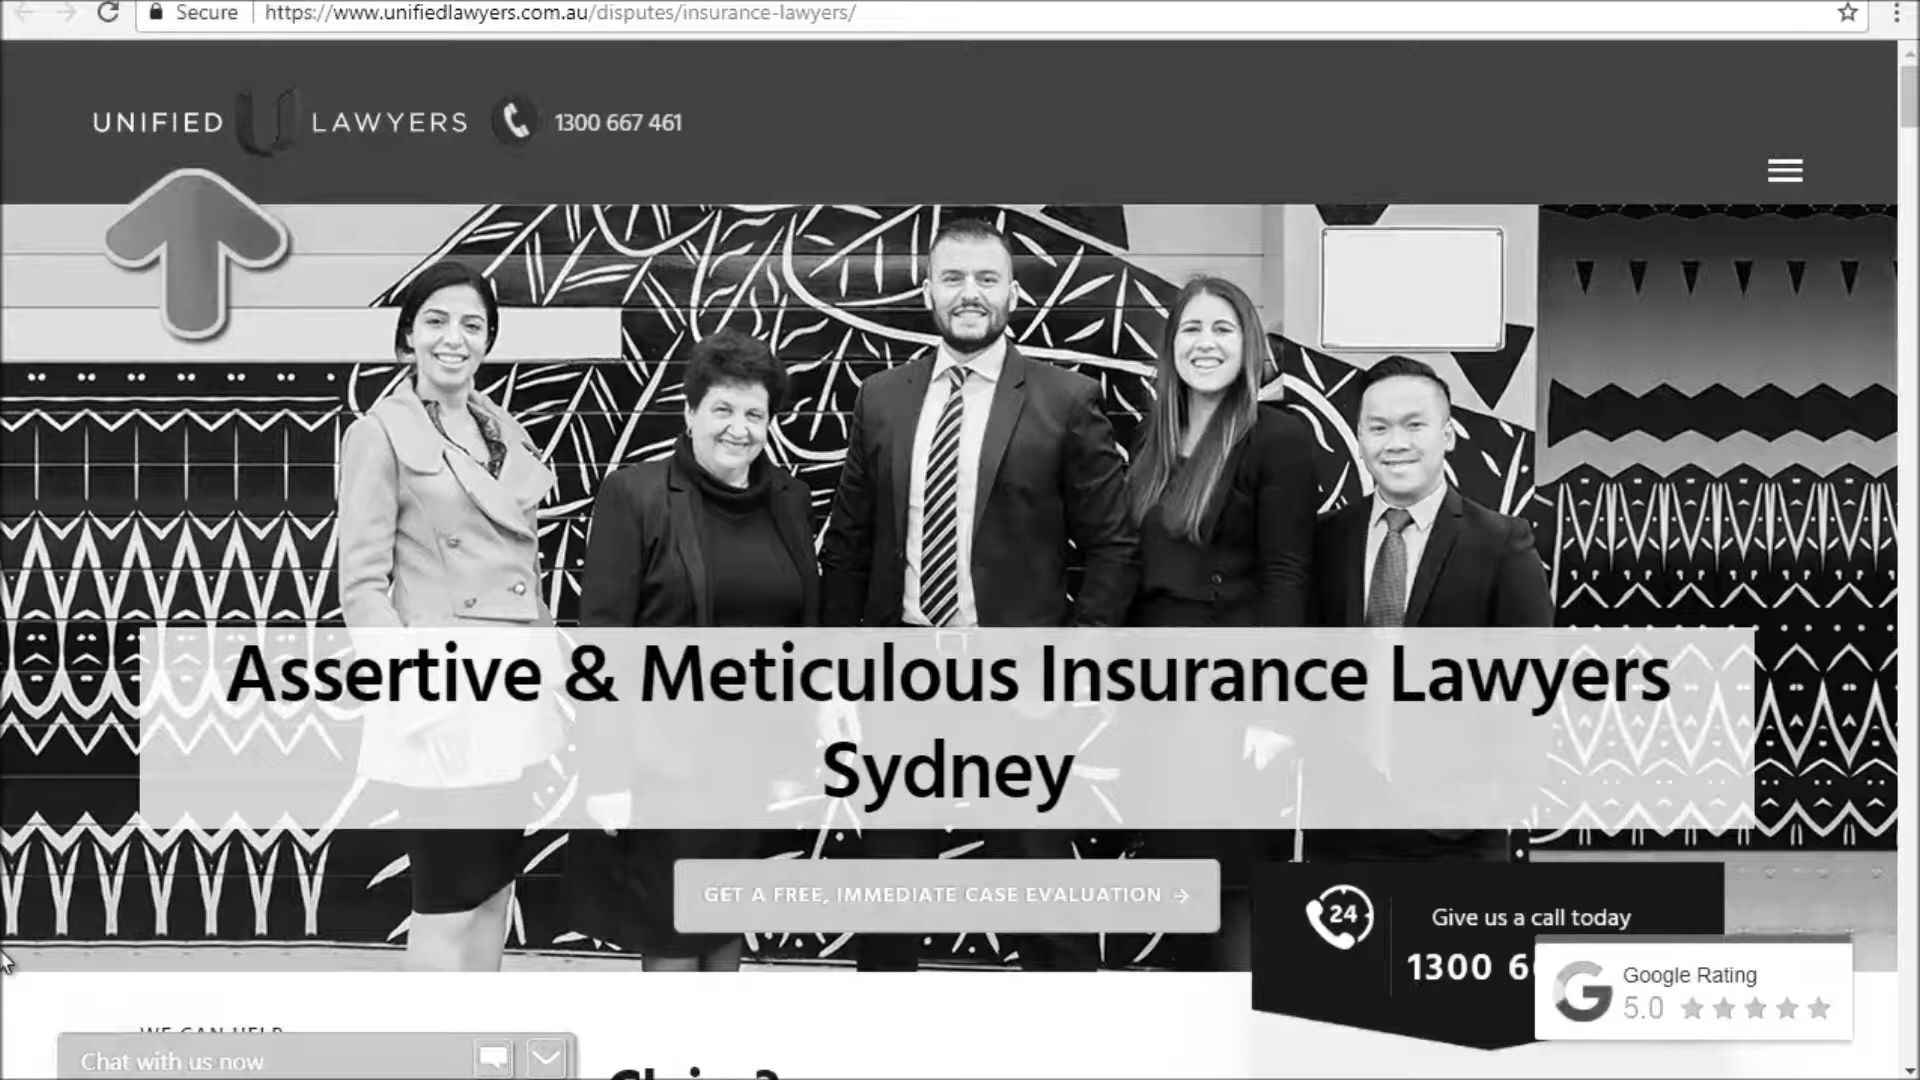 Secure
https://www.unifiedlawyers.com.au/disputes/insurance-lawyers/
UNIFIED U LAWYERS
1300 667 461
Assertive & Meticulous Insurance Lawyers
Sydney
GET A FREE, IMMEDIATE CASE EVALUATION →
24
Give us a call today
1300 6
Google Rating
5.0
WE CAN HELP
Chat with us now